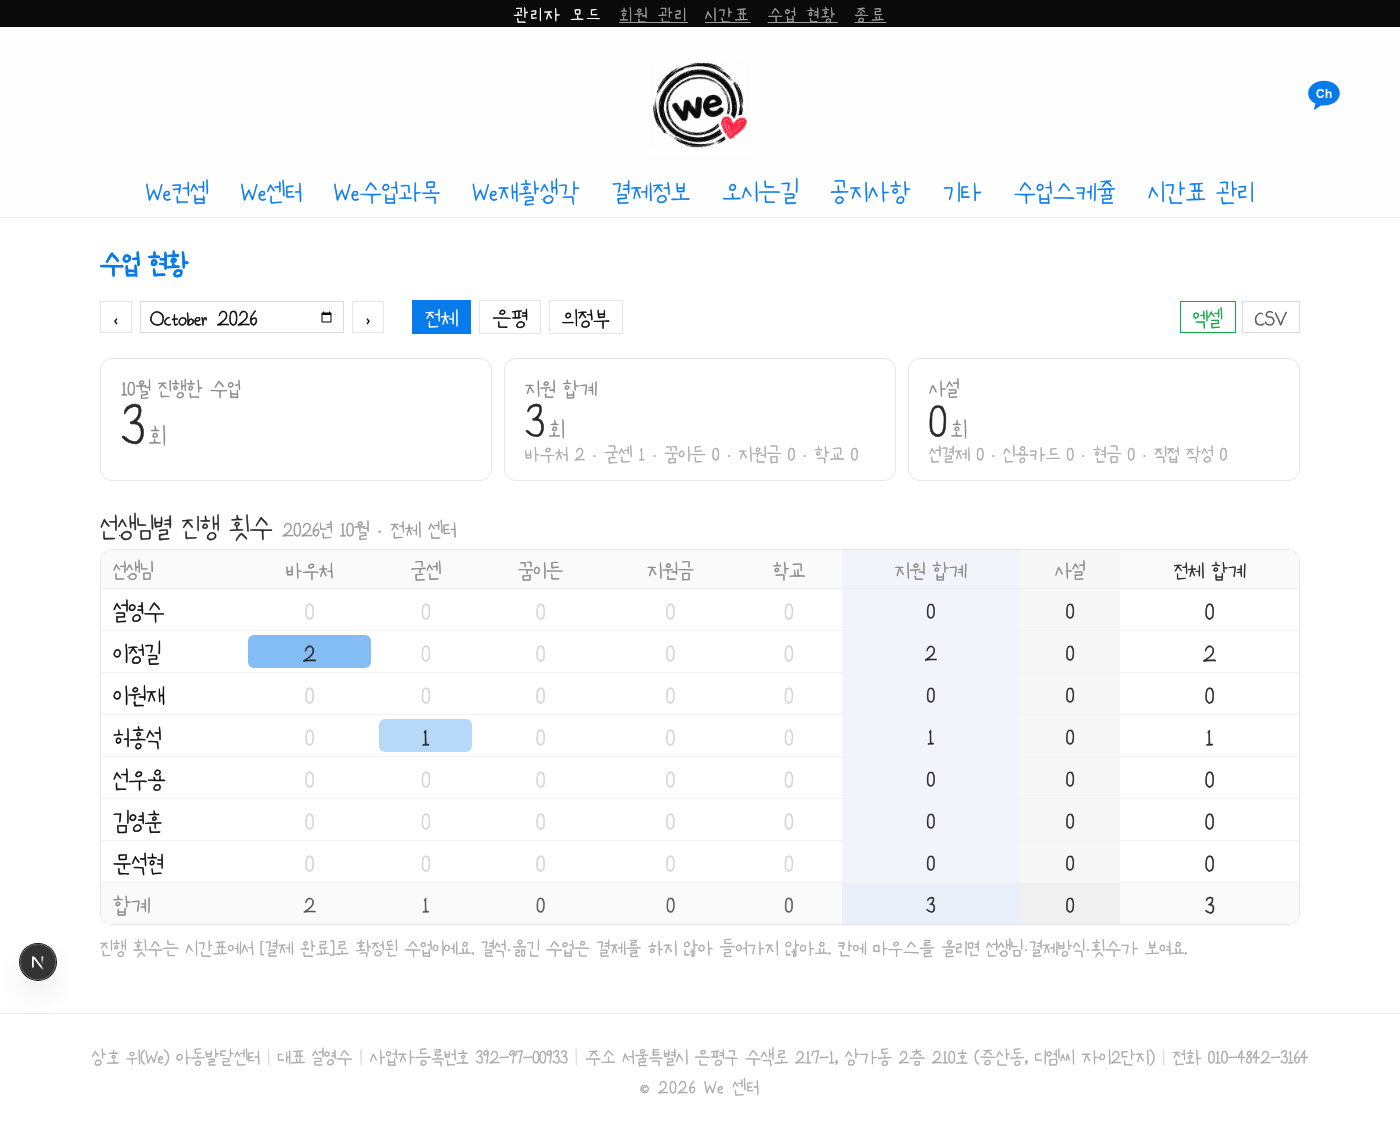 관리자 모드 회원 관리 시간표 수업 현황 종료
we
Ch
We컨셉 We센터 We수업과목 We재활생각 결제정보 오시는길 공지사항 기타 수업스케쥴 시간표 관리
수업 현황
‹ October 2026 › 전체 은평 의정부 엑셀 CSV
10월 진행한 수업
3회
지원 합계
3회
바우처 2 · 굳센 1 · 꿈이든 0 · 지원금 0 · 학교 0
사설
0회
선결제 0 · 신용카드 0 · 현금 0 · 직접 작성 0
선생님별 진행 횟수 2026년 10월 · 전체 센터
선생님 바우처 굳센 꿈이든 지원금 학교 지원 합계 사설 전체 합계
설영수 0 0 0 0 0 0 0 0
이정길 2 0 0 0 0 2 0 2
이원재 0 0 0 0 0 0 0 0
허홍석 0 1 0 0 0 1 0 1
선우용 0 0 0 0 0 0 0 0
김영훈 0 0 0 0 0 0 0 0
문석현 0 0 0 0 0 0 0 0
합계 2 1 0 0 0 3 0 3
진행 횟수는 시간표에서 [결제 완료]로 확정된 수업이에요. 결석·옮긴 수업은 결제를 하지 않아 들어가지 않아요. 칸에 마우스를 올리면 선생님·결제방식·횟수가 보여요.
N
상호 위(We) 아동발달센터 | 대표 설영수 | 사업자등록번호 392-97-00933 | 주소 서울특별시 은평구 수색로 217-1, 상가동 2층 210호 (증산동, 디엠씨 자이2단지) | 전화 010-4842-3164
© 2026 We 센터